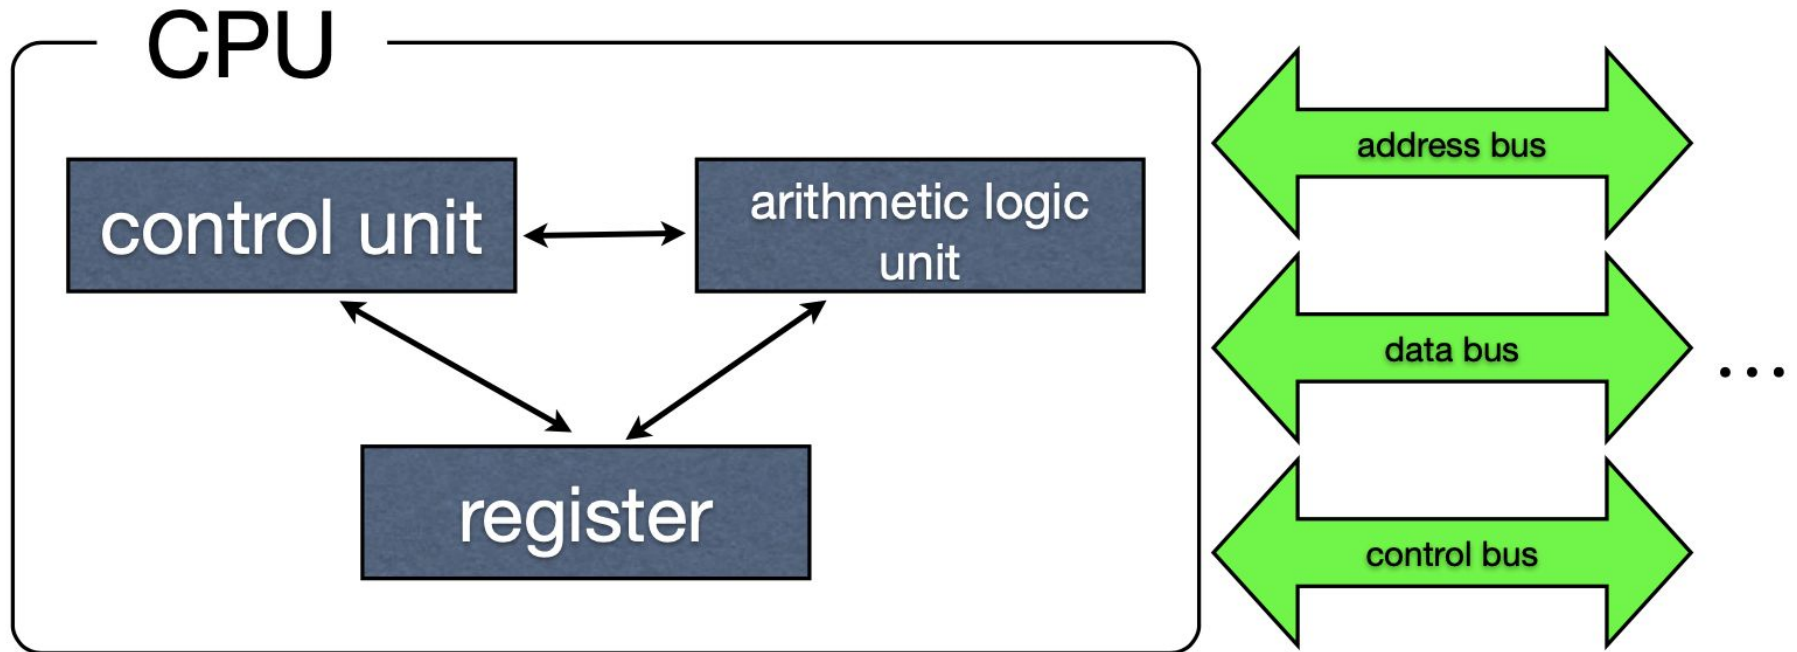 CPU
control unit
arithmetic logic
unit
register
address bus
data bus
control bus
...